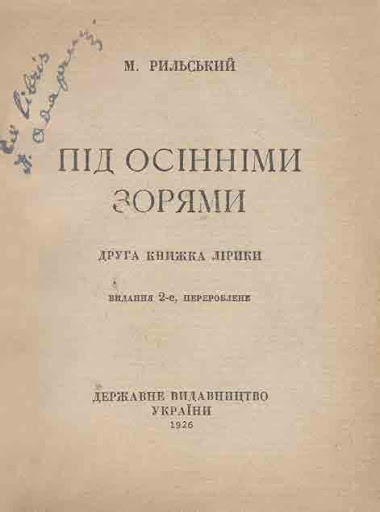 ex libris
М. РИЛЬСЬКИЙ
ПІД ОСІННІМИ
ЗОРЯМИ
ДРУГА КНИЖКА ЛІРИКИ
ВИДАННЯ 2-е, ПЕРЕРОБЛЕНЕ
ДЕРЖАВНЕ ВИДАВНИЦТВО
УКРАЇНИ
1926